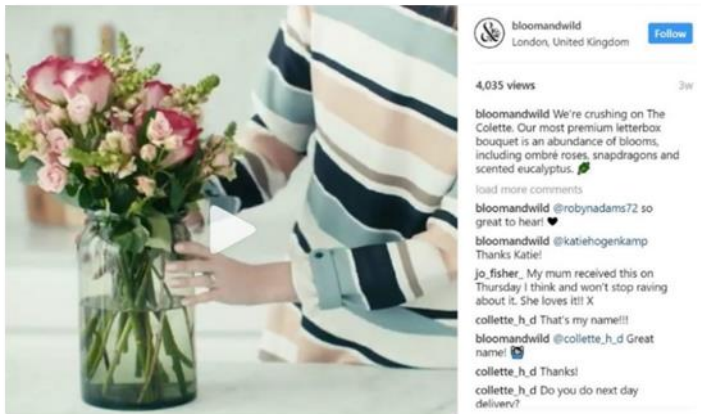 bloomandwild
London, United Kingdom
Follow
4,035 views
3w
bloomandwild We're crushing on The
Colette. Our most premium letterbox
bouquet is an abundance of blooms,
including ombré roses, snapdragons and
scented eucalyptus. 🌿
load more comments
bloomandwild @robynadams72 so
great to hear! 🖤
bloomandwild @katiehogenkamp
Thanks Katie!
jo_fisher_ My mum received this on
Thursday I think and won't stop raving
about it. She loves it!! X
collette_h_d That's my name!!!
bloomandwild @collette_h_d Great
name! 🙆
collette_h_d Thanks!
collette_h_d Do you do next day
delivery?